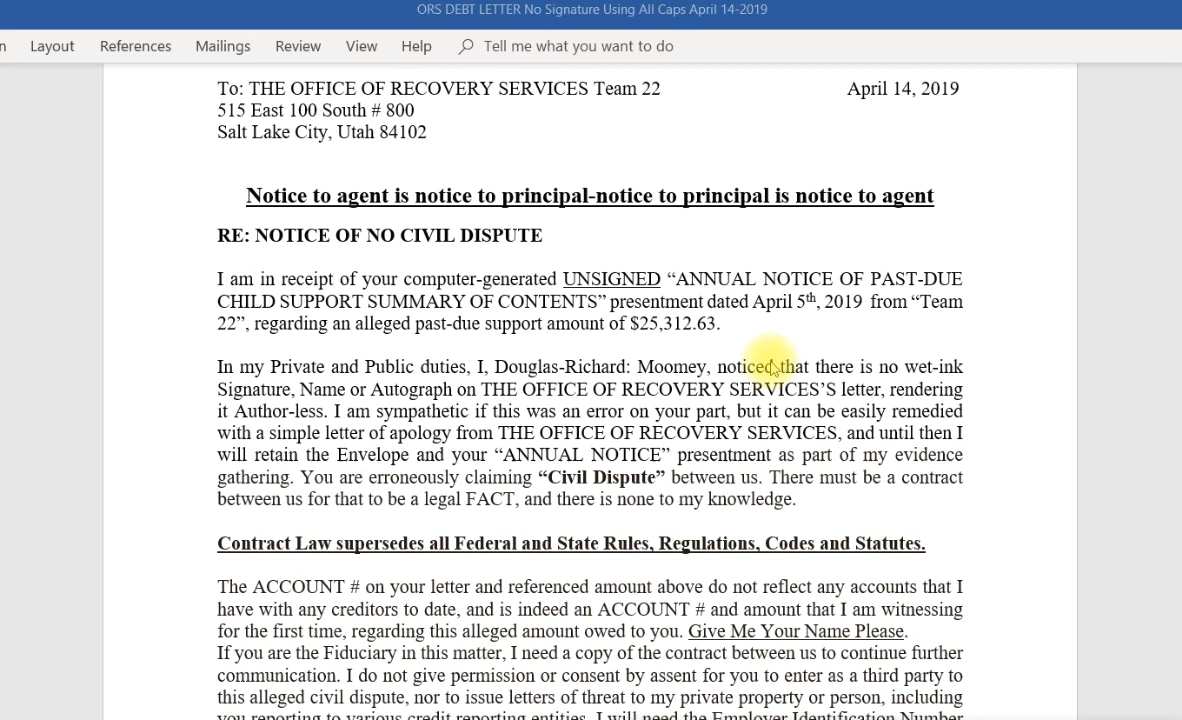 ORS DEBT LETTER No Signature Using All Caps April 14-2019
n Layout References Mailings Review View Help Tell me what you want to do
To: THE OFFICE OF RECOVERY SERVICES Team 22 April 14, 2019
515 East 100 South # 800
Salt Lake City, Utah 84102
Notice to agent is notice to principal-notice to principal is notice to agent
RE: NOTICE OF NO CIVIL DISPUTE
I am in receipt of your computer-generated UNSIGNED “ANNUAL NOTICE OF PAST-DUE
CHILD SUPPORT SUMMARY OF CONTENTS” presentment dated April 5th, 2019 from “Team
22”, regarding an alleged past-due support amount of $25,312.63.
In my Private and Public duties, I, Douglas-Richard: Moomey, noticed that there is no wet-ink
Signature, Name or Autograph on THE OFFICE OF RECOVERY SERVICES’S letter, rendering
it Author-less. I am sympathetic if this was an error on your part, but it can be easily remedied
with a simple letter of apology from THE OFFICE OF RECOVERY SERVICES, and until then I
will retain the Envelope and your “ANNUAL NOTICE” presentment as part of my evidence
gathering. You are erroneously claiming “Civil Dispute” between us. There must be a contract
between us for that to be a legal FACT, and there is none to my knowledge.
Contract Law supersedes all Federal and State Rules, Regulations, Codes and Statutes.
The ACCOUNT # on your letter and referenced amount above do not reflect any accounts that I
have with any creditors to date, and is indeed an ACCOUNT # and amount that I am witnessing
for the first time, regarding this alleged amount owed to you. Give Me Your Name Please.
If you are the Fiduciary in this matter, I need a copy of the contract between us to continue further
communication. I do not give permission or consent by assent for you to enter as a third party to
this alleged civil dispute, nor to issue letters of threat to my private property or person, including
you reporting to various credit reporting entities. I will need the Employer Identification Number